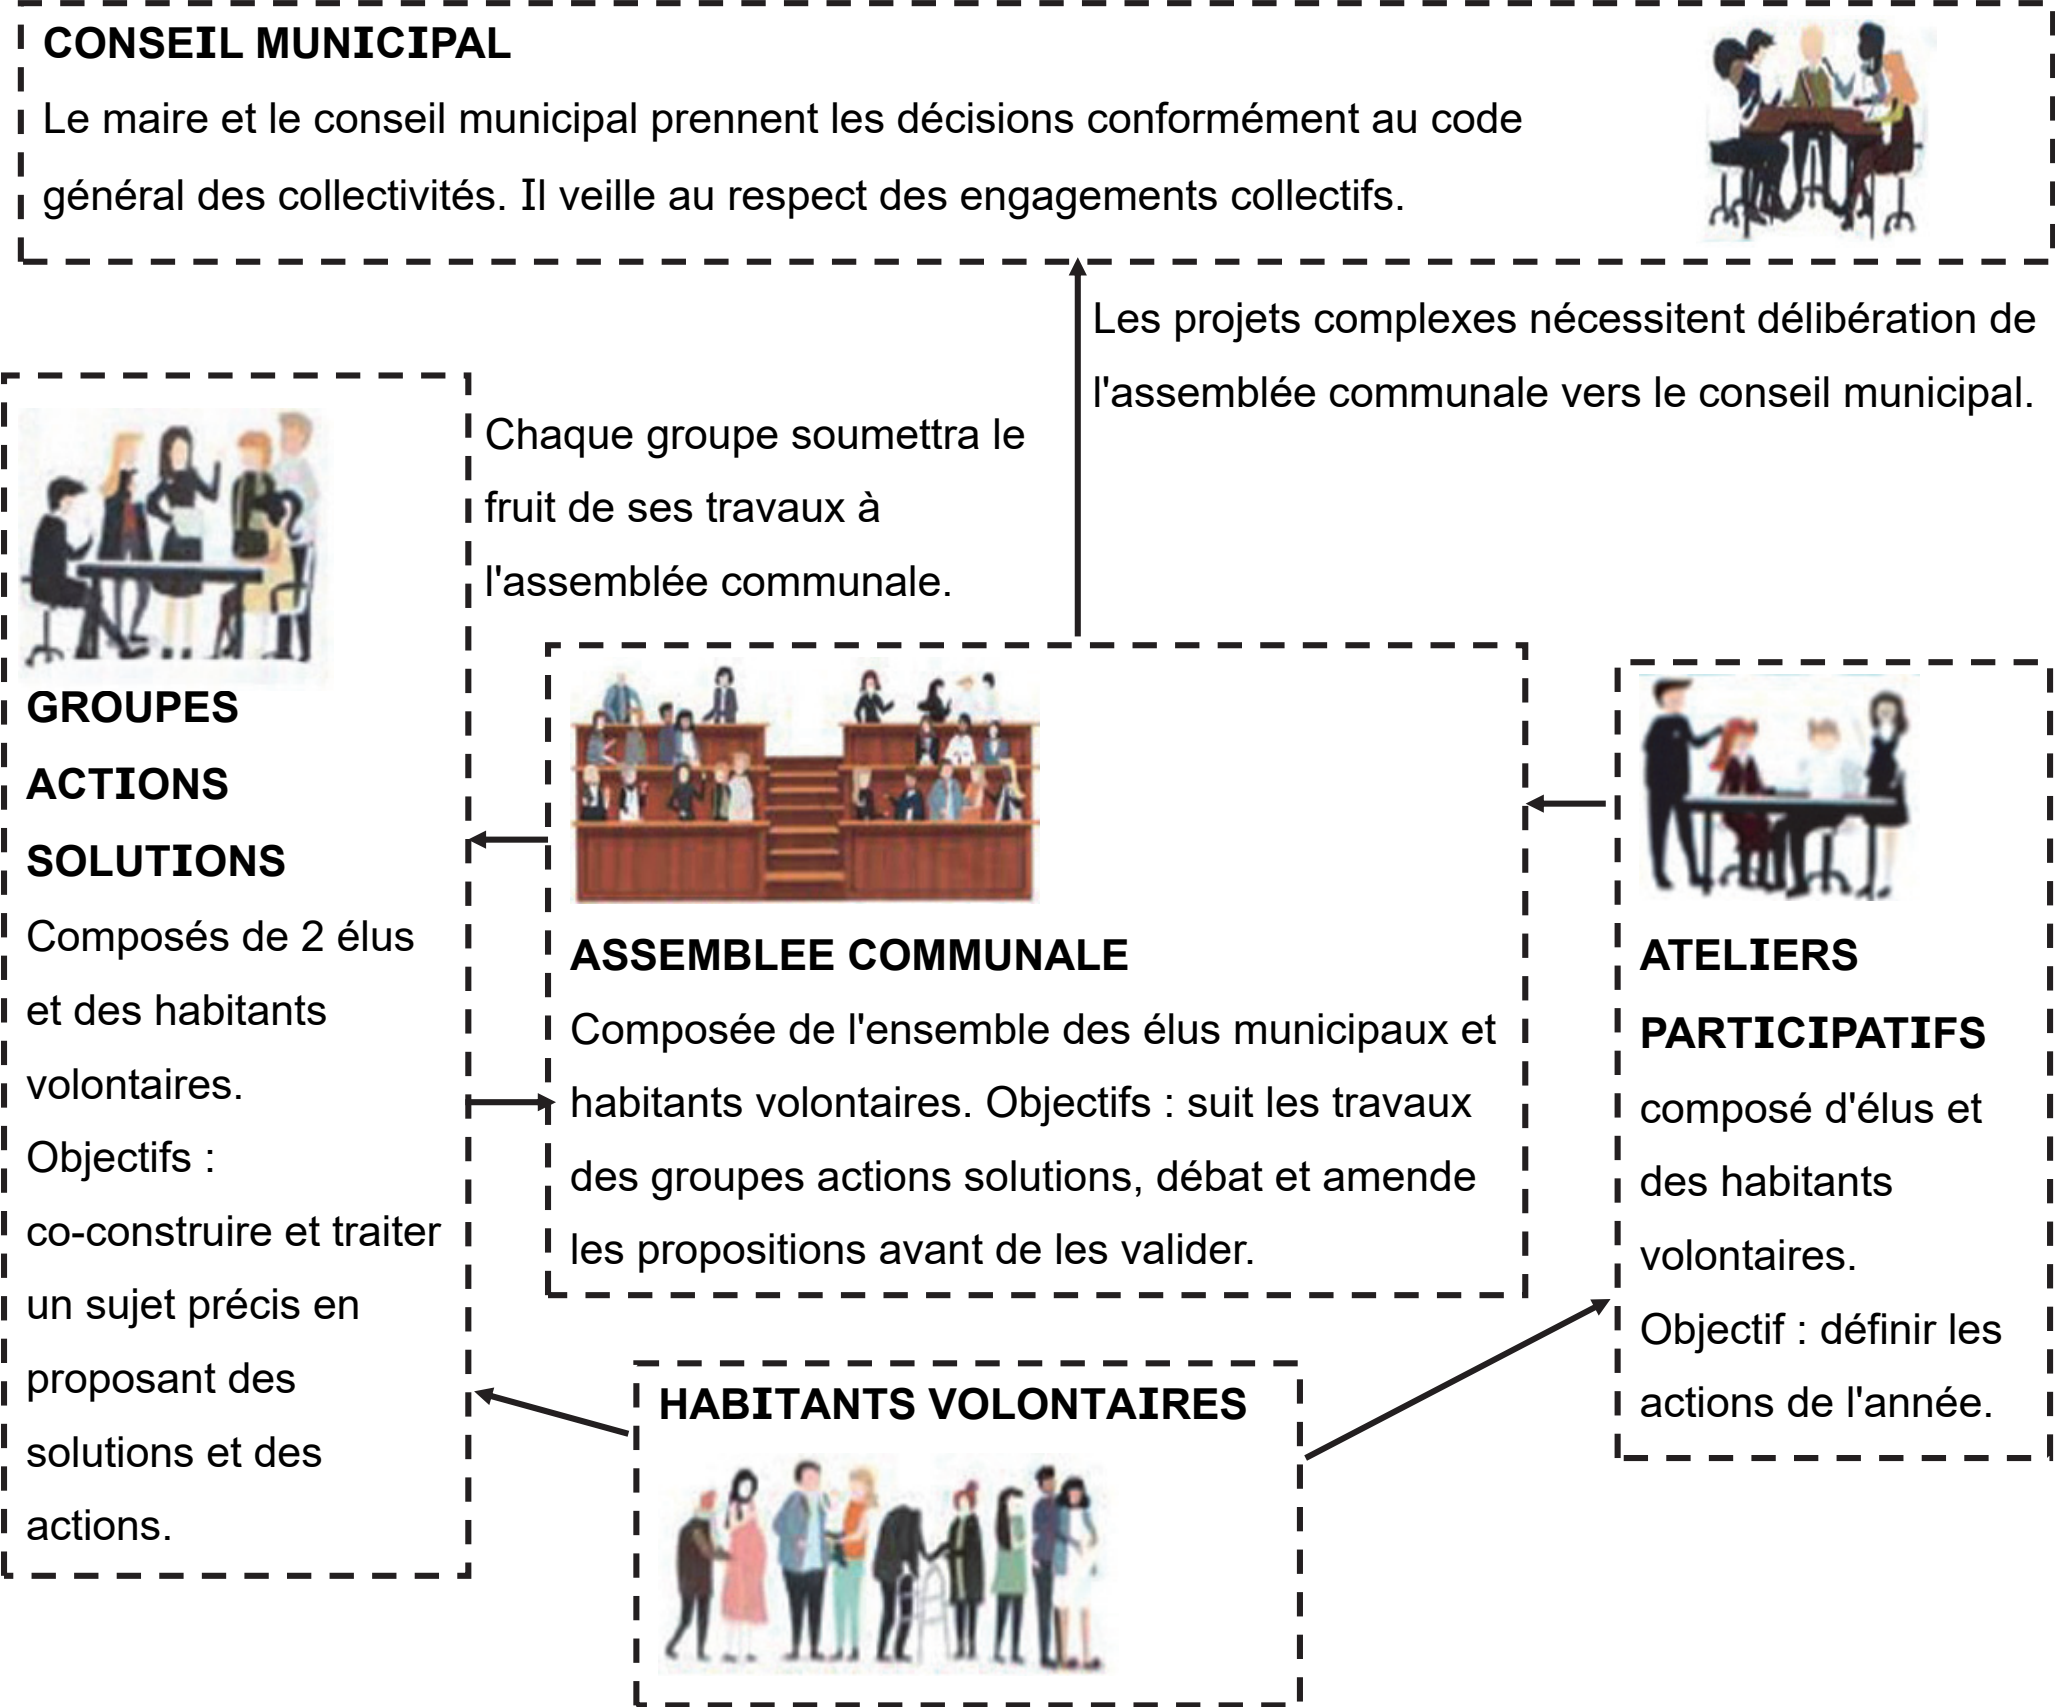 CONSEIL MUNICIPAL
Le maire et le conseil municipal prennent les décisions conformément au code
général des collectivités. Il veille au respect des engagements collectifs.
Les projets complexes nécessitent délibération de
l'assemblée communale vers le conseil municipal.
Chaque groupe soumettra le
fruit de ses travaux à
l'assemblée communale.
GROUPES
ACTIONS
SOLUTIONS
Composés de 2 élus
et des habitants
volontaires.
Objectifs :
co-construire et traiter
un sujet précis en
proposant des
solutions et des
actions.
ASSEMBLEE COMMUNALE
Composée de l'ensemble des élus municipaux et
habitants volontaires. Objectifs : suit les travaux
des groupes actions solutions, débat et amende
les propositions avant de les valider.
ATELIERS
PARTICIPATIFS
composé d'élus et
des habitants
volontaires.
Objectif : définir les
actions de l'année.
HABITANTS VOLONTAIRES